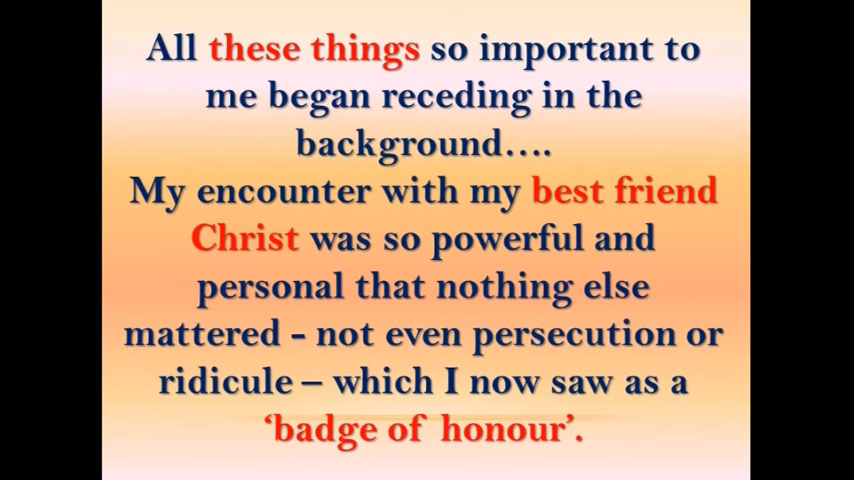 All these things so important to
me began receding in the
background....
My encounter with my best friend
Christ was so powerful and
personal that nothing else
mattered - not even persecution or
ridicule – which I now saw as a
‘badge of honour’.